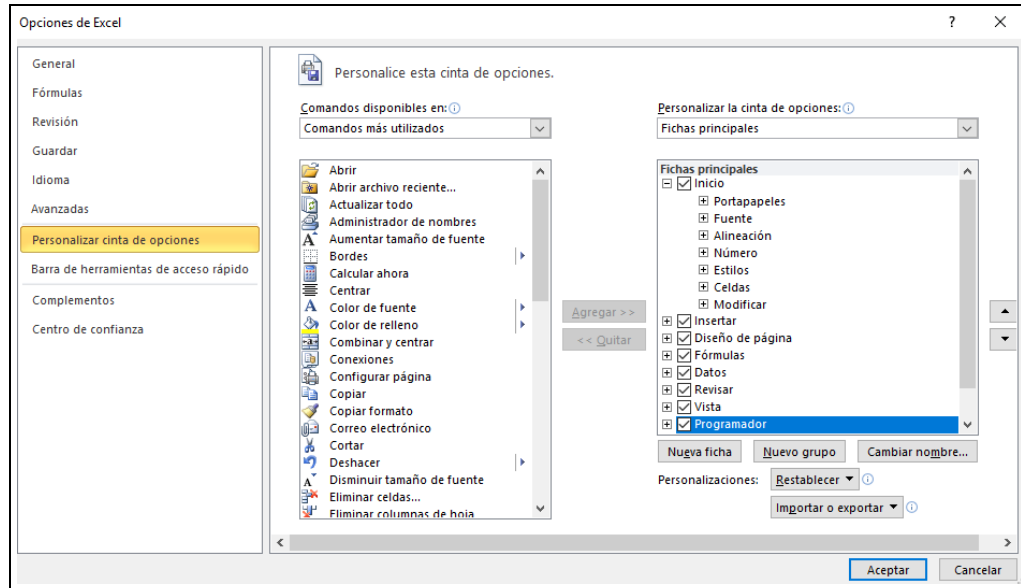 Opciones de Excel
?
General
Fórmulas
Revisión
Guardar
Idioma
Avanzadas
Personalizar cinta de opciones
Barra de herramientas de acceso rápido
Complementos
Centro de confianza
Personalice esta cinta de opciones.
Comandos disponibles en:
Comandos más utilizados
Abrir
Abrir archivo reciente...
Actualizar todo
Administrador de nombres
Aumentar tamaño de fuente
Bordes
Calcular ahora
Centrar
Color de fuente
Color de relleno
Combinar y centrar
Conexiones
Configurar página
Copiar
Copiar formato
Correo electrónico
Cortar
Deshacer
Disminuir tamaño de fuente
Eliminar celdas...
Eliminar columnas de hoja
Agregar >>
<< Quitar
Personalizar la cinta de opciones:
Fichas principales
Fichas principales
Inicio
Portapapeles
Fuente
Alineación
Número
Estilos
Celdas
Modificar
Insertar
Diseño de página
Fórmulas
Datos
Revisar
Vista
Programador
Nueva ficha
Nuevo grupo
Cambiar nombre...
Personalizaciones:
Restablecer
Importar o exportar
Aceptar
Cancelar